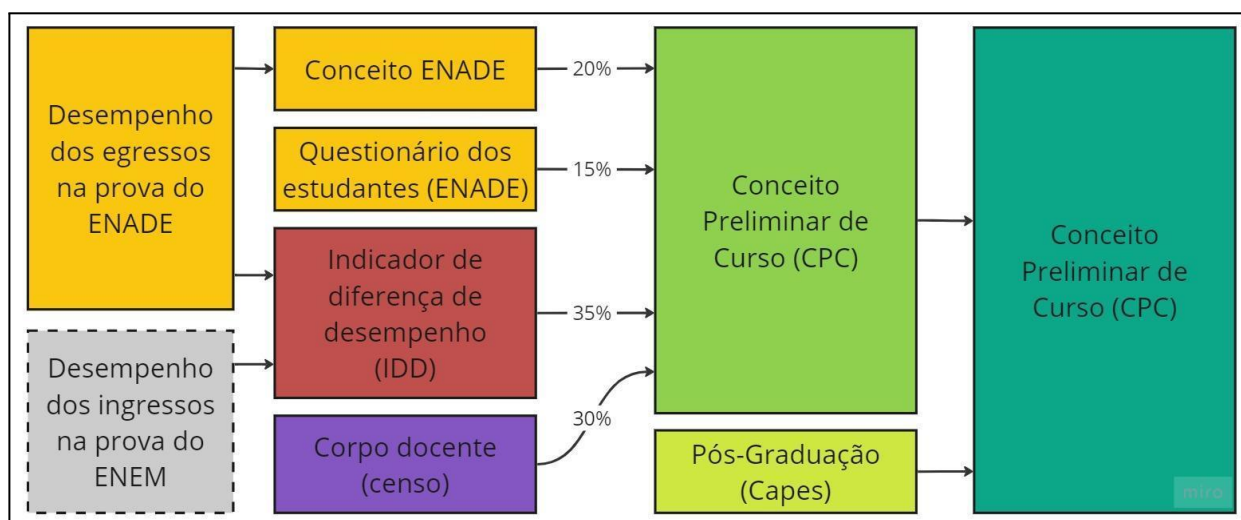 Desempenho
dos egressos
na prova do
ENADE
Desempenho
dos ingressos
na prova do
ENEM
Conceito ENADE
Questionário dos
estudantes (ENADE)
Indicador de
diferença de
desempenho
(IDD)
Corpo docente
(censo)
20%
15%
35%
30%
Conceito
Preliminar de
Curso (CPC)
Pós-Graduação
(Capes)
Conceito
Preliminar de
Curso (CPC)
miro